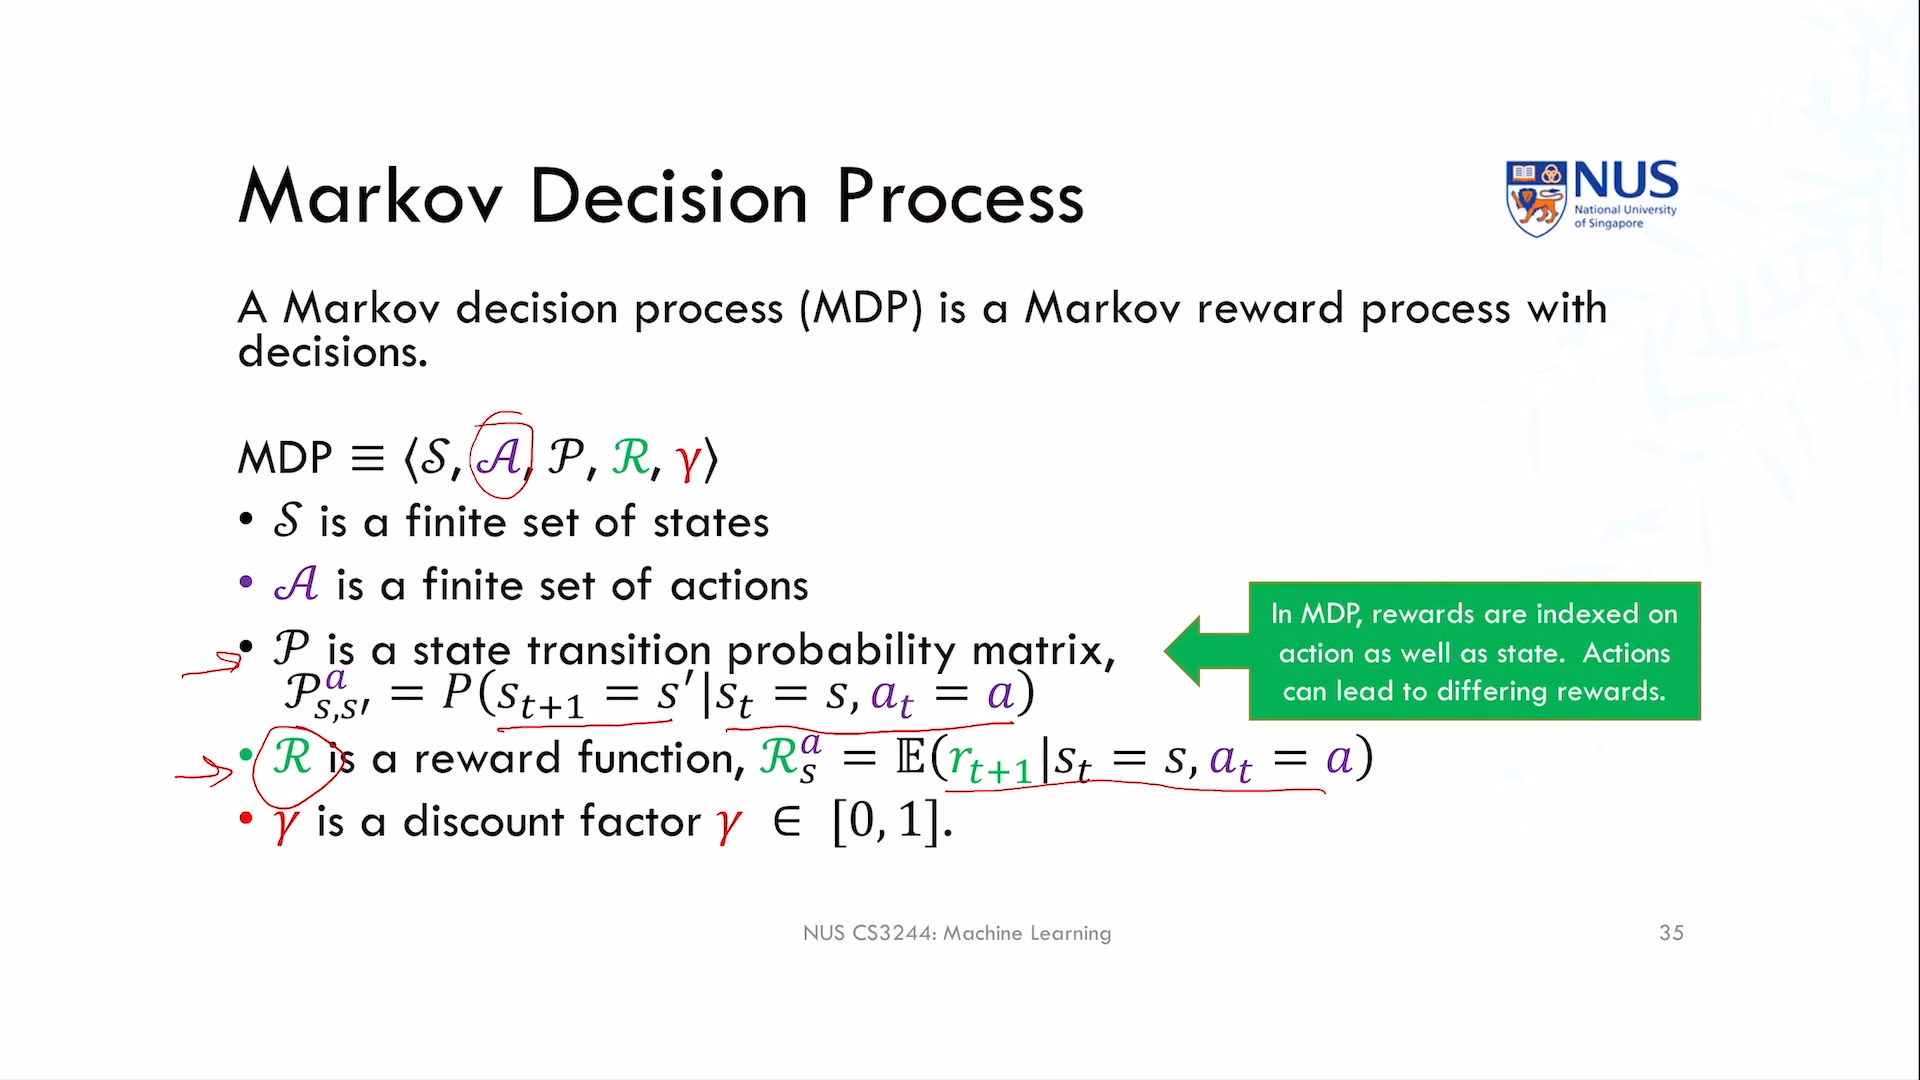 Markov Decision Process
NUS
National University
of Singapore
A Markov decision process (MDP) is a Markov reward process with
decisions.
MDP ≡ ⟨𝒮, 𝒜, 𝒫, ℛ, γ⟩
• 𝒮 is a finite set of states
• 𝒜 is a finite set of actions
• 𝒫 is a state transition probability matrix,
𝒫ᵃ_{s,s′} = P(s_{t+1} = s′|s_t = s, a_t = a)
• ℛ is a reward function, ℛᵃ_s = 𝔼(r_{t+1}|s_t = s, a_t = a)
• γ is a discount factor γ ∈ [0, 1].
In MDP, rewards are indexed on
action as well as state. Actions
can lead to differing rewards.
NUS CS3244: Machine Learning
35